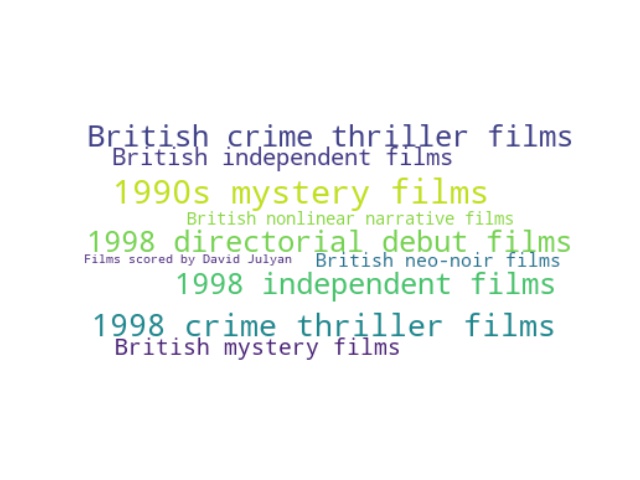 British crime thriller films
British independent films
1990s mystery films
British nonlinear narrative films
1998 directorial debut films
Films scored by David Julyan
British neo-noir films
1998 independent films
1998 crime thriller films
British mystery films